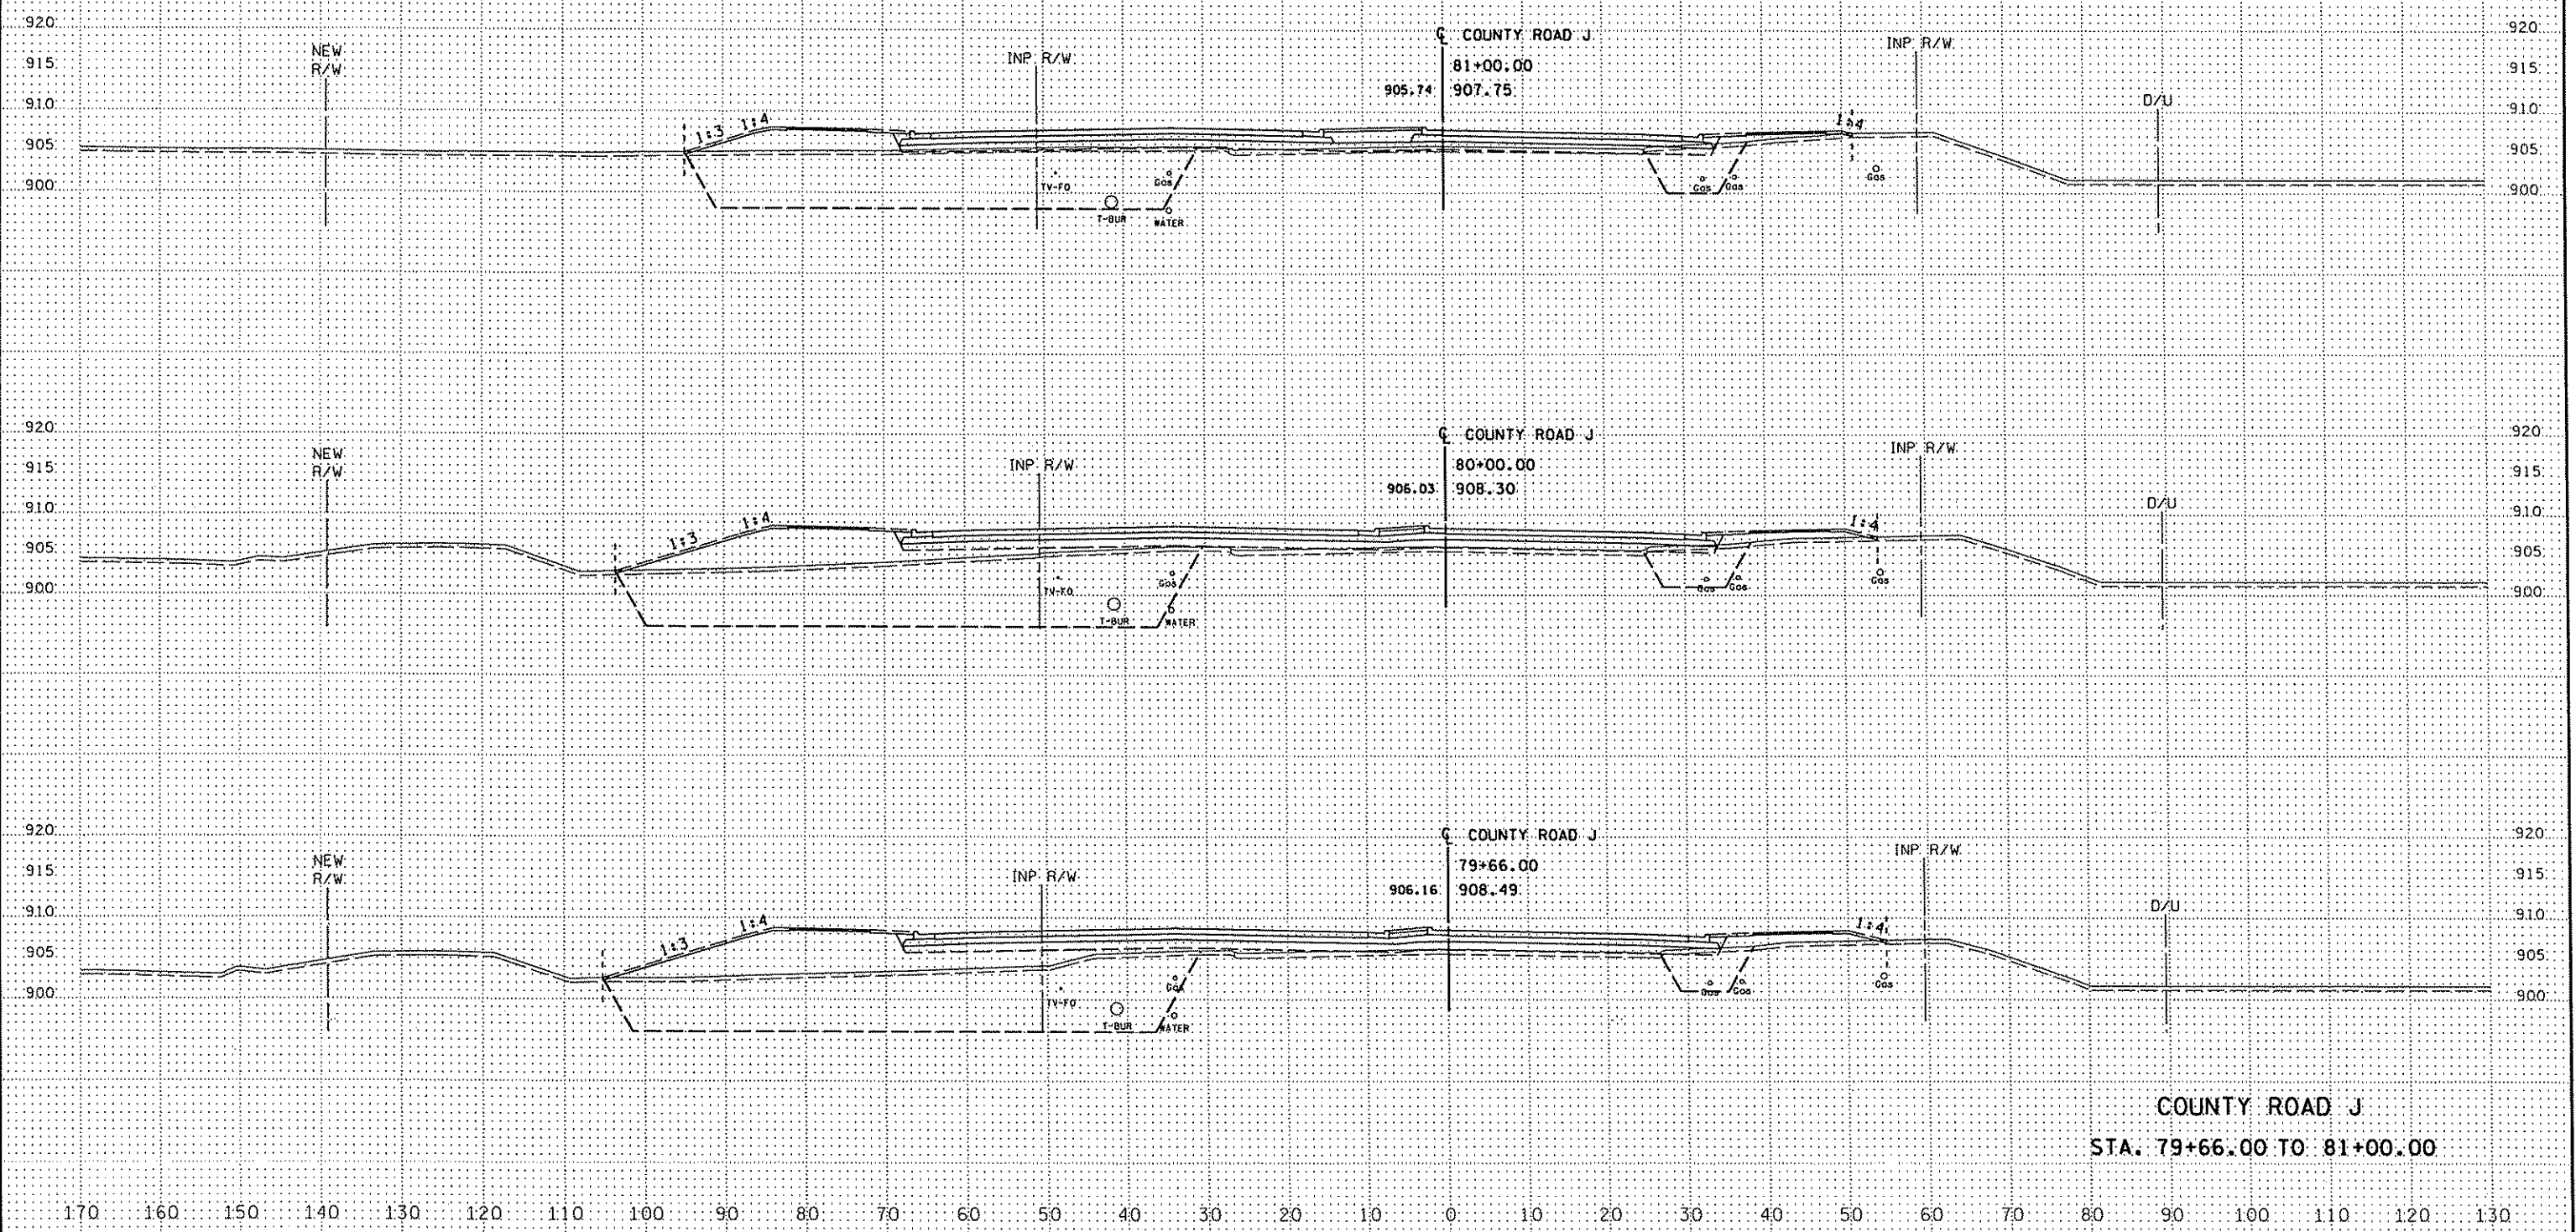 920
920
℄ COUNTY ROAD J
NEW
R/W
INP R/W
INP R/W
915
81+00.00
915
905.74
907.75
910
D/U
910
1:3
1:4
1:4
905
905
900
TV-FO
Gas
Gas
Gas
Gas
900
T-BUR
WATER
920
℄ COUNTY ROAD J
920
NEW
R/W
INP R/W
INP R/W
915
80+00.00
915
906.03
908.30
910
D/U
910
1:3
1:4
1:4
905
905
900
TV-FO
Gas
Gas
Gas
Gas
900
T-BUR
WATER
920
℄ COUNTY ROAD J
920
NEW
R/W
INP R/W
INP R/W
915
79+66.00
915
906.16
908.49
910
D/U
910
1:3
1:4
1:4
905
905
900
TV-FO
Gas
Gas
Gas
Gas
900
T-BUR
WATER
COUNTY ROAD J
STA. 79+66.00 TO 81+00.00
170 160 150 140 130 120 110 100 90 80 70 60 50 40 30 20 10 0 10 20 30 40 50 60 70 80 90 100 110 120 130